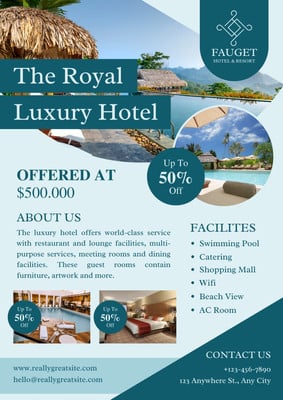 FAUGET
HOTEL & RESORT
The Royal
Luxury Hotel
Up To
50%
Off
OFFERED AT
$500.000
ABOUT US
The luxury hotel offers world-class service
with restaurant and lounge facilities, multi-
purpose services, meeting rooms and dining
facilities. These guest rooms contain
furniture, artwork and more.
FACILITES
Swimming Pool
Catering
Shopping Mall
Wifi
Beach View
AC Room
Up To
50%
Off
Up To
50%
Off
www.reallygreatsite.com
hello@reallygreatsite.com
CONTACT US
+123-456-7890
123 Anywhere St., Any City